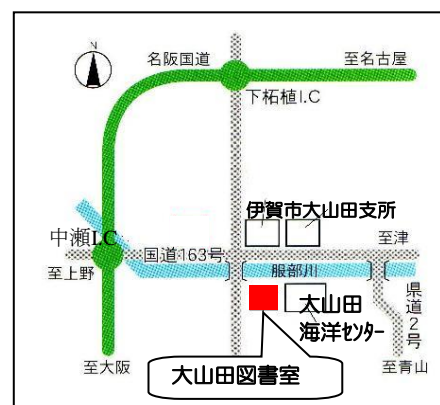 N
名阪国道
至名古屋
下柘植I.C
伊賀市大山田支所
中瀬I.C
国道163号
至津
至上野
服部川
大山田
海洋センター
県道2号
大山田図書室
至大阪
至青山